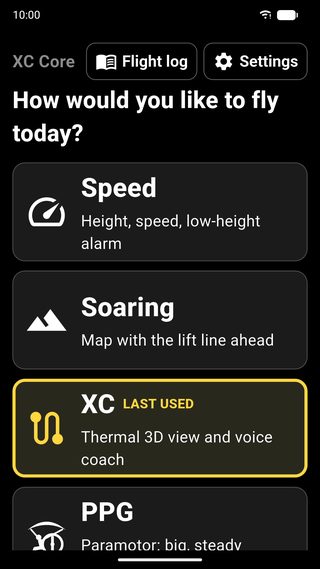 10:00
XC Core
Flight log
Settings
How would you like to fly
today?
Speed
Height, speed, low-height
alarm
Soaring
Map with the lift line ahead
XC LAST USED
Thermal 3D view and voice
coach
PPG
Paramotor: big, steady